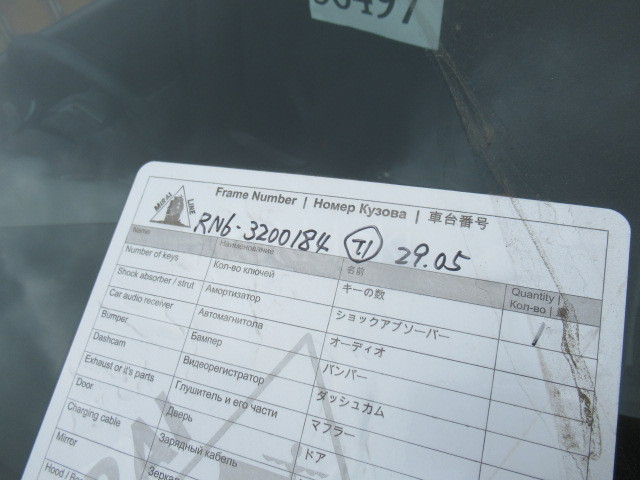 Frame Number | Номер Кузова | 車台番号
MIRAI LINE
RN6-3200184 T1 29.05
Name Наименование 名前 Quantity | Кол-во |
Number of keys Кол-во ключей キーの数 1
Shock absorber / strut Амортизатор ショックアブソーバー
Car audio receiver Автомагнитола オーディオ
Bumper Бампер バンパー
Dashcam Видеорегистратор ダッシュカム
Exhaust or it's parts Глушитель и его части マフラー
Door Дверь ドア
Charging cable Зарядный кабель
Mirror